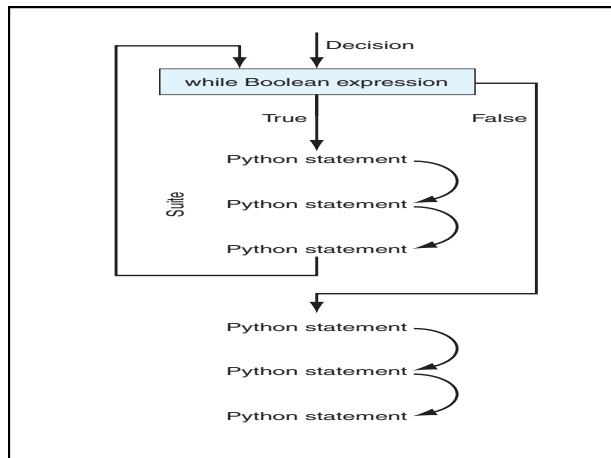 Decision
while Boolean expression
True
False
Python statement
Suite
Python statement
Python statement
Python statement
Python statement
Python statement